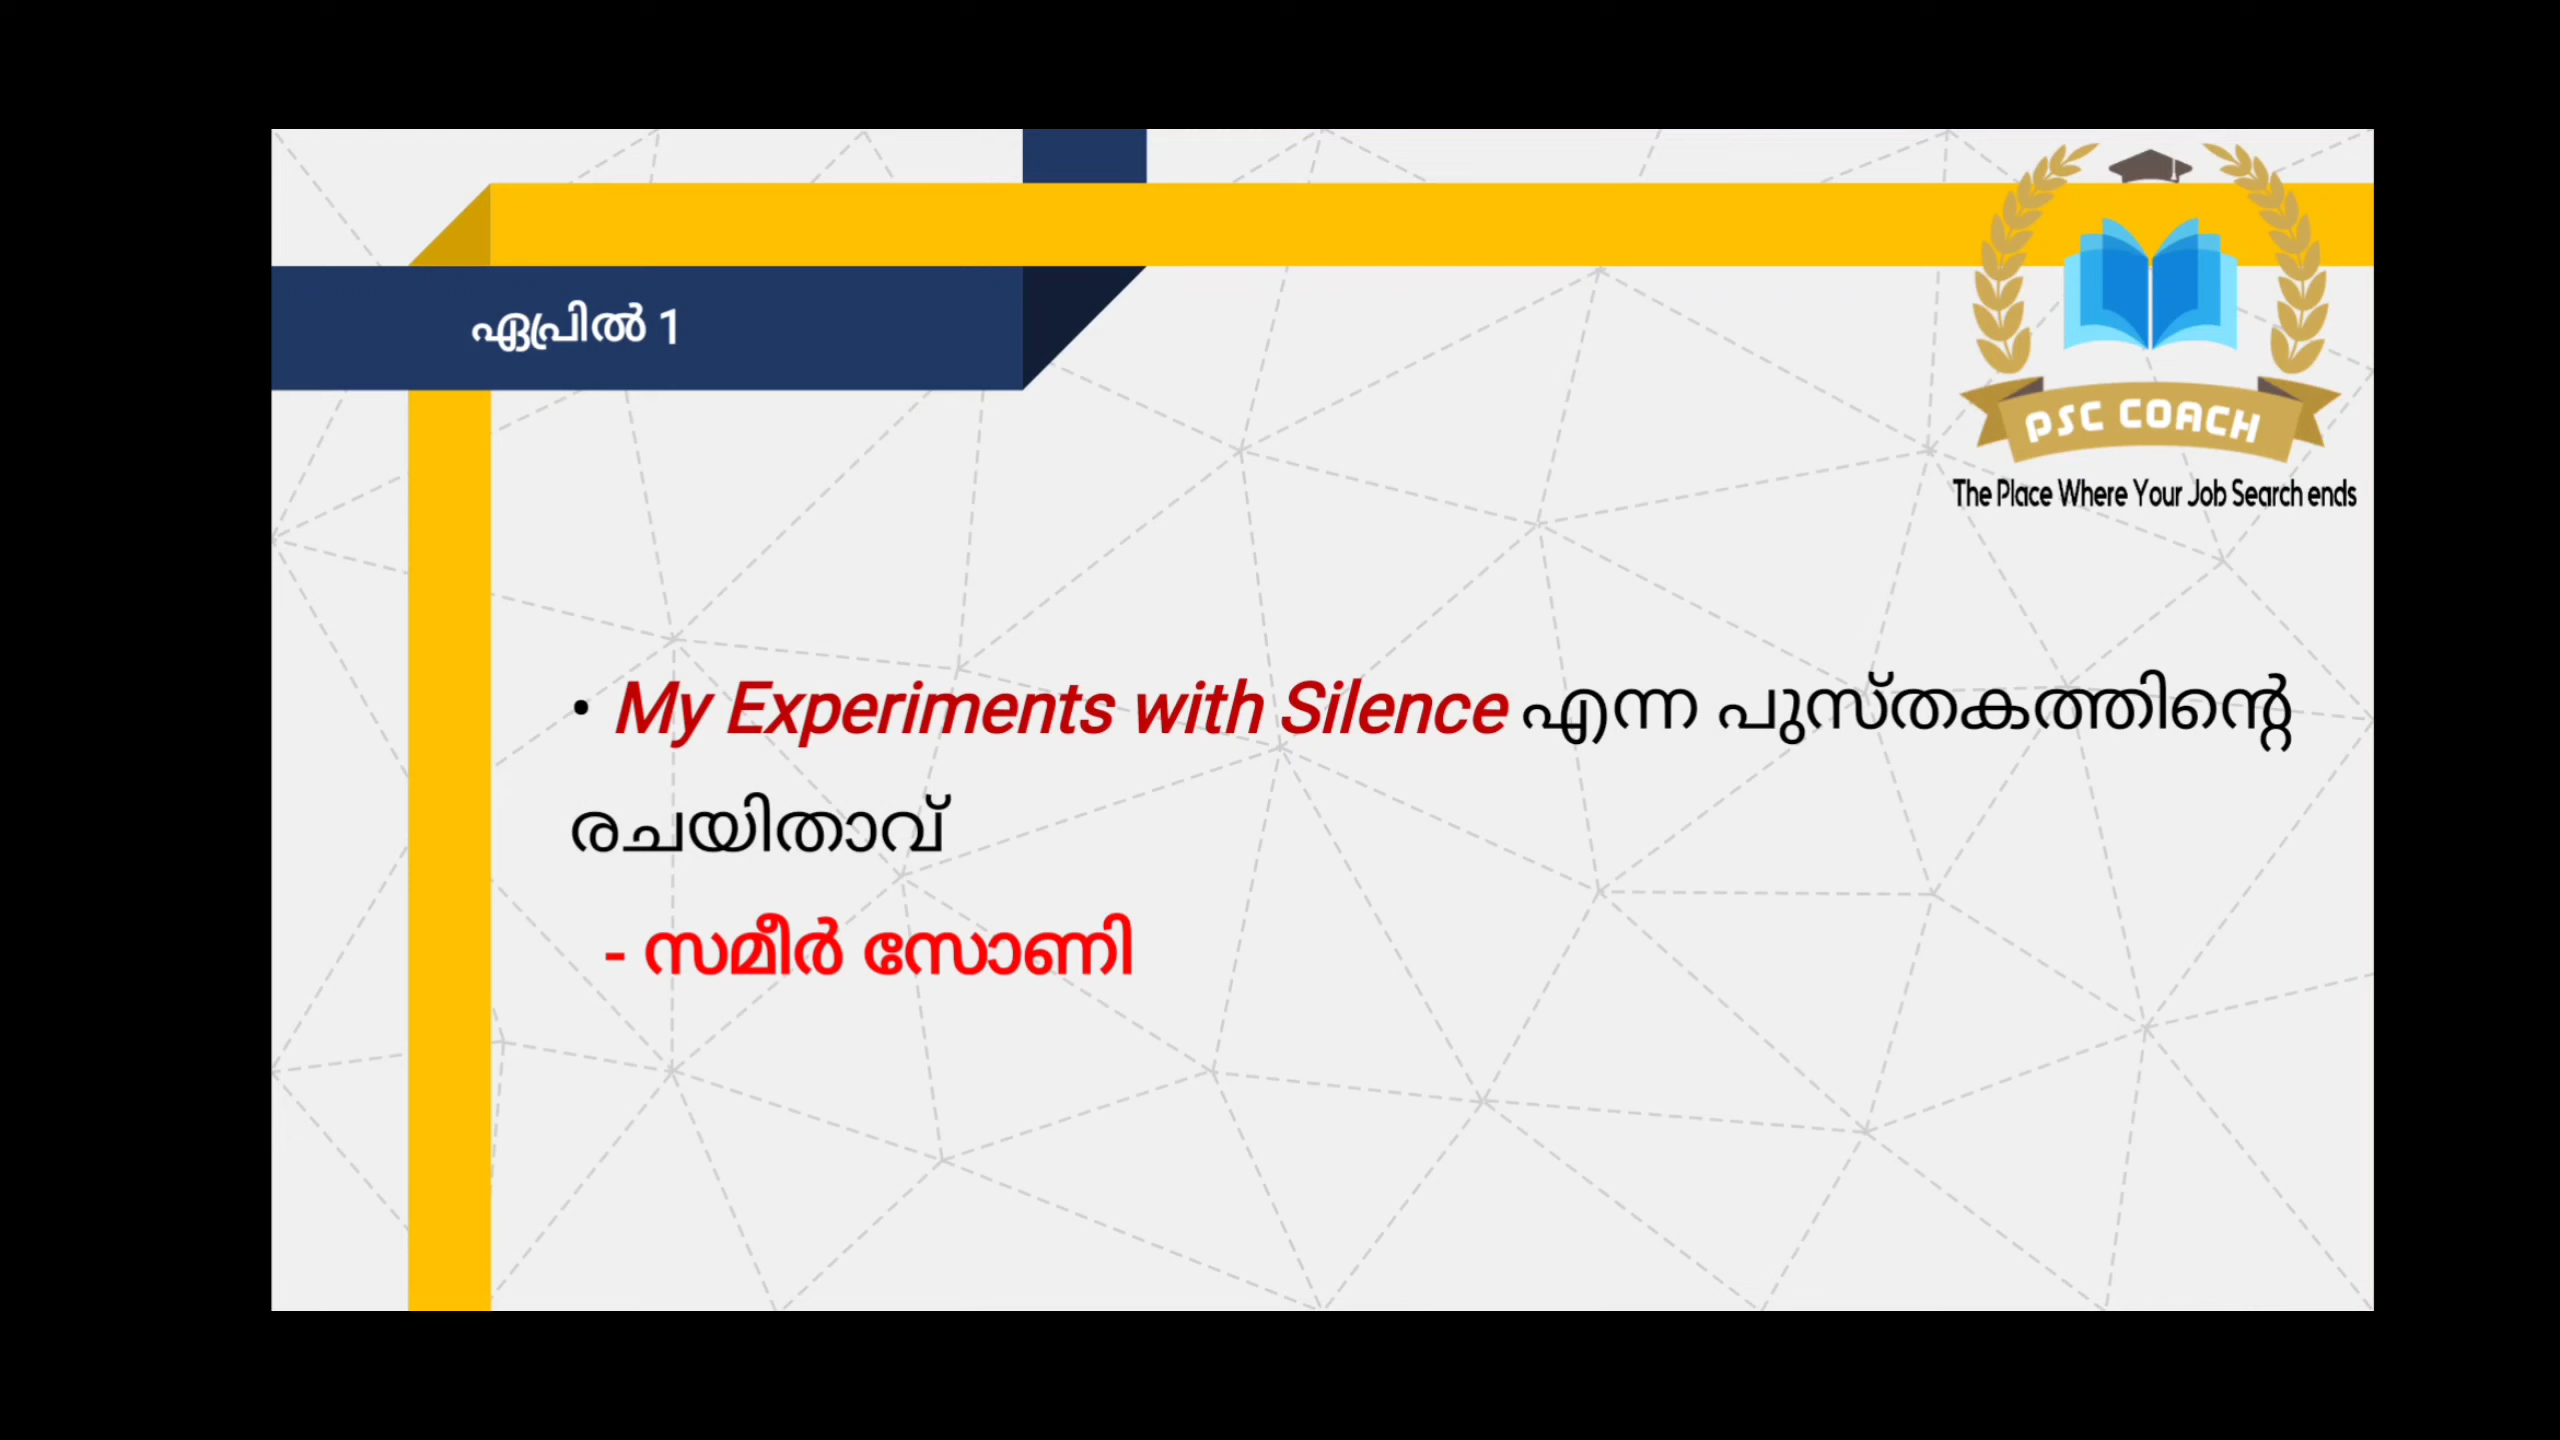 ഏപ്രിൽ 1
PSC COACH
The Place Where Your Job Search ends
• My Experiments with Silence എന്ന പുസ്തകത്തിന്റെ
രചയിതാവ്
- സമീർ സോണി